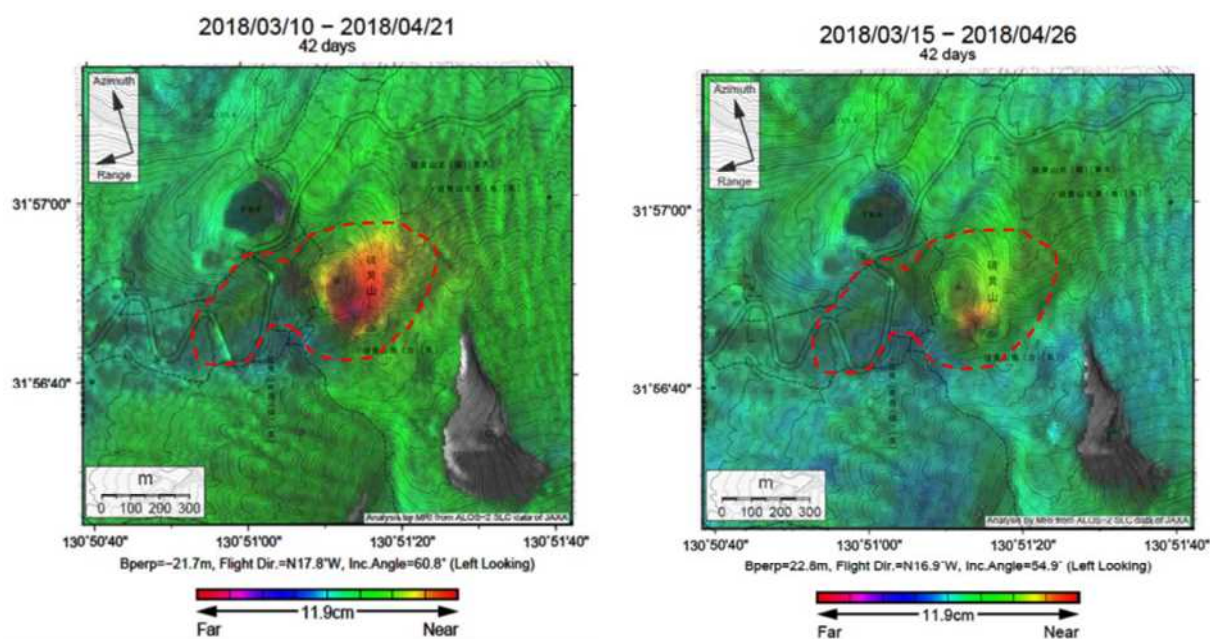 2018/03/10 − 2018/04/21
42 days
Azimuth
Range
31°57'00"
31°56'40"
硫黄山
m
0 100 200 300
Analysis by MRI from ALOS−2 SLC data of JAXA
130°50'40"
130°51'00"
130°51'20"
130°51'40"
Bperp=−21.7m, Flight Dir.=N17.8°W, Inc.Angle=60.8° (Left Looking)
11.9cm
Far
Near
2018/03/15 − 2018/04/26
42 days
Azimuth
Range
31°57'00"
31°56'40"
硫黄山
m
0 100 200 300
Analysis by MRI from ALOS−2 SLC data of JAXA
130°50'40"
130°51'00"
130°51'20"
130°51'40"
Bperp=22.8m, Flight Dir.=N16.9°W, Inc.Angle=54.9° (Left Looking)
11.9cm
Far
Near